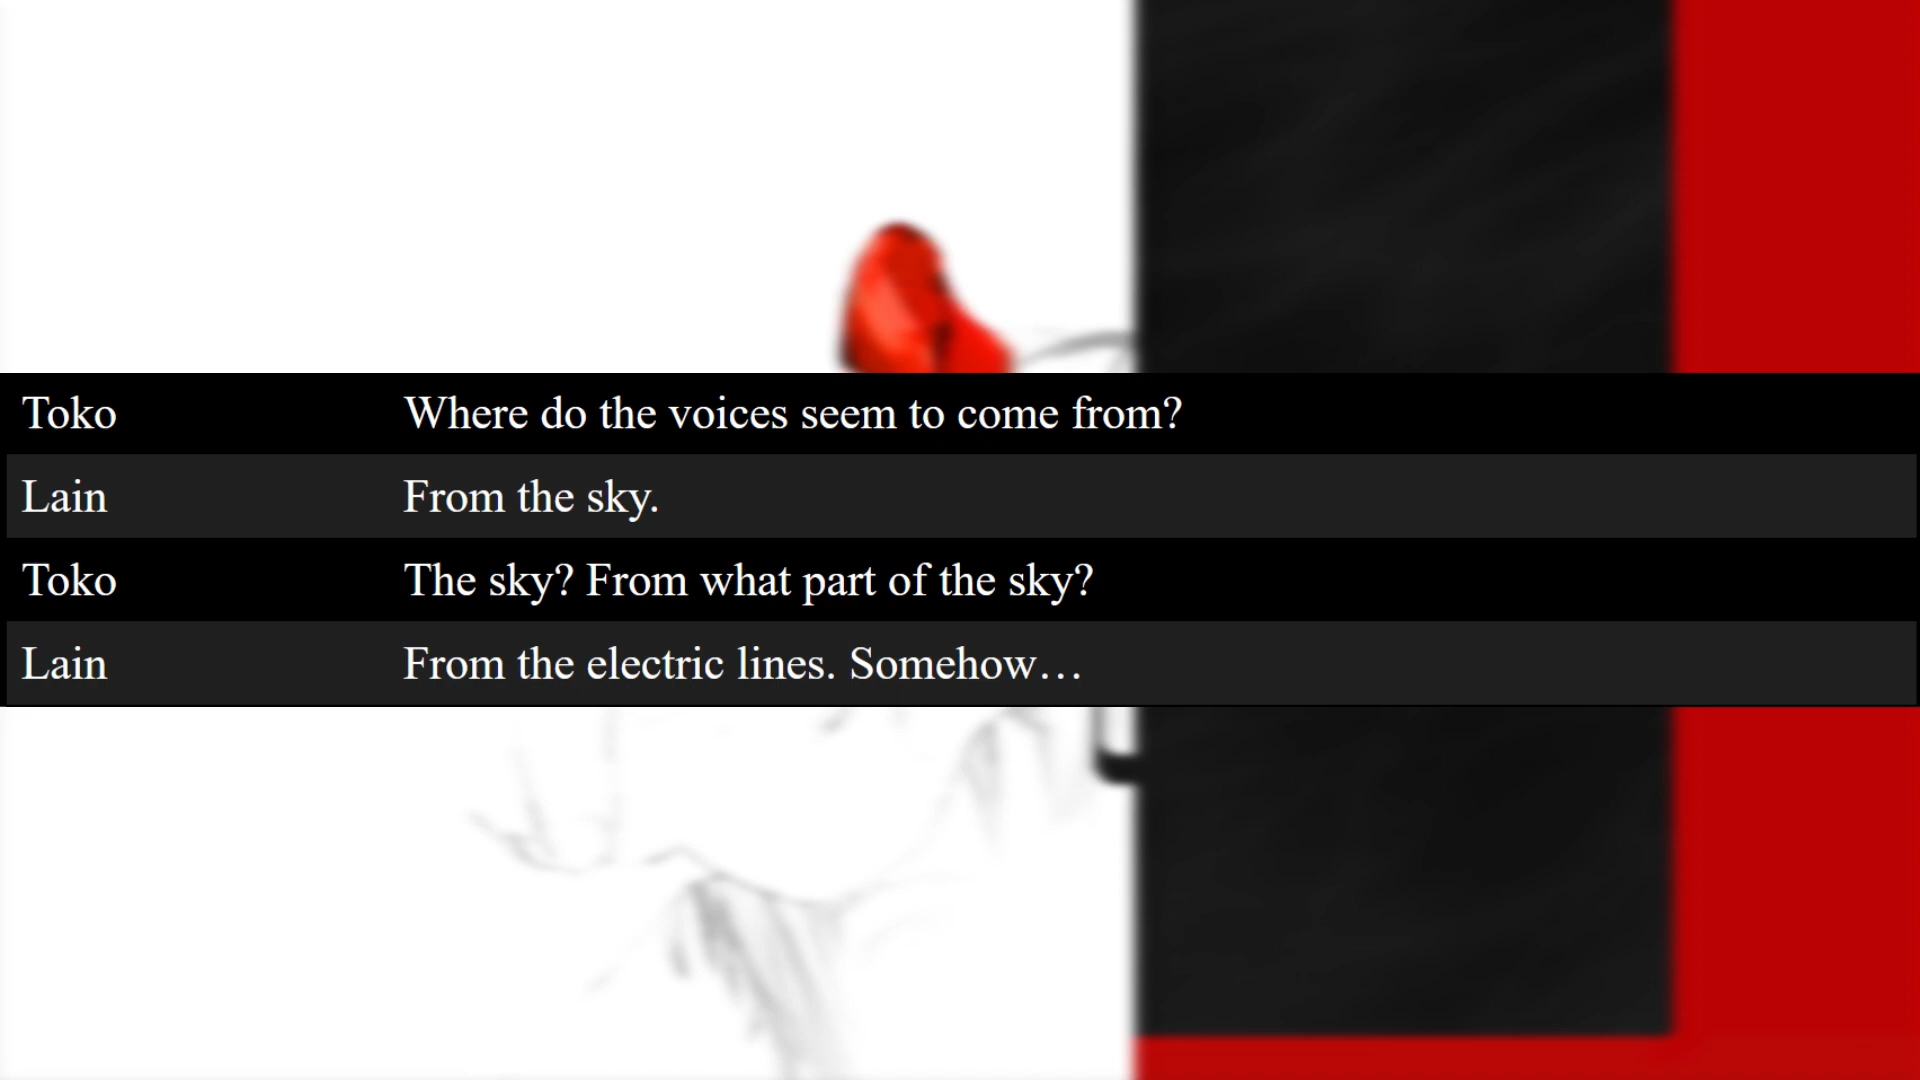 Toko Where do the voices seem to come from?
Lain From the sky.
Toko The sky? From what part of the sky?
Lain From the electric lines. Somehow…